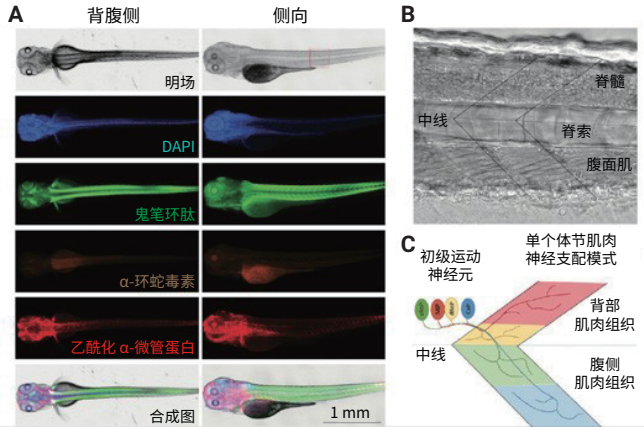 A
背腹侧
侧向
明场
DAPI
鬼笔环肽
α-环蛇毒素
乙酰化 α-微管蛋白
合成图
1 mm
B
脊髓
中线
脊索
腹面肌
C
初级运动
神经元
单个体节肌肉
神经支配模式
背部
肌肉组织
中线
腹侧
肌肉组织